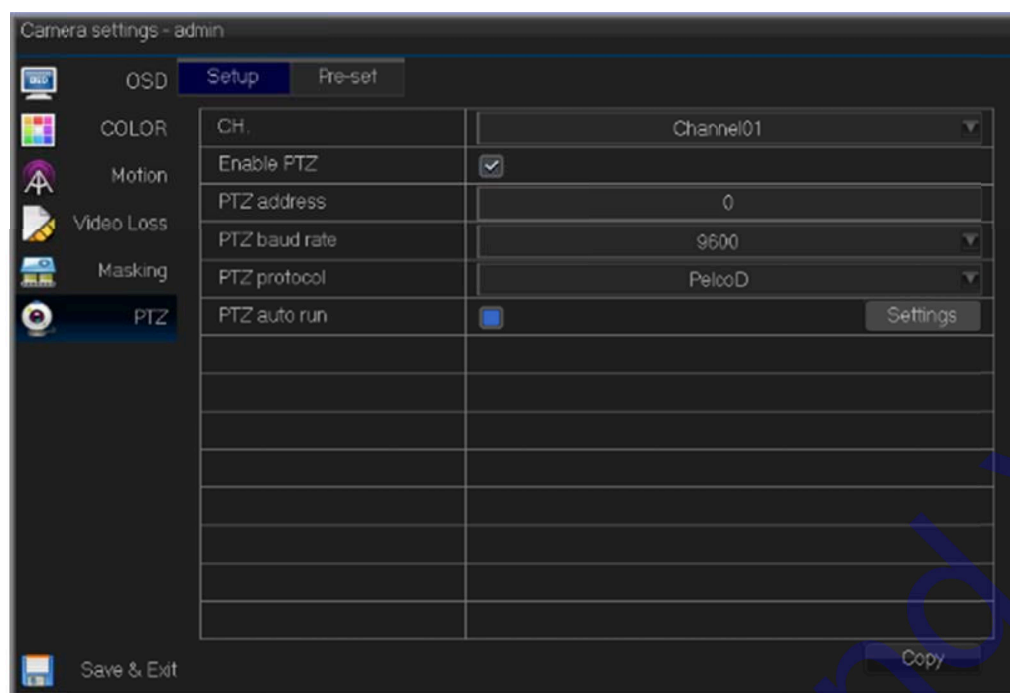 Camera settings - admin
OSD
Setup Pre-set
COLOR
CH. Channel01
Motion
Enable PTZ
PTZ address 0
Video Loss
PTZ baud rate 9600
Masking
PTZ protocol PelcoD
PTZ
PTZ auto run Settings
Save & Exit
Copy